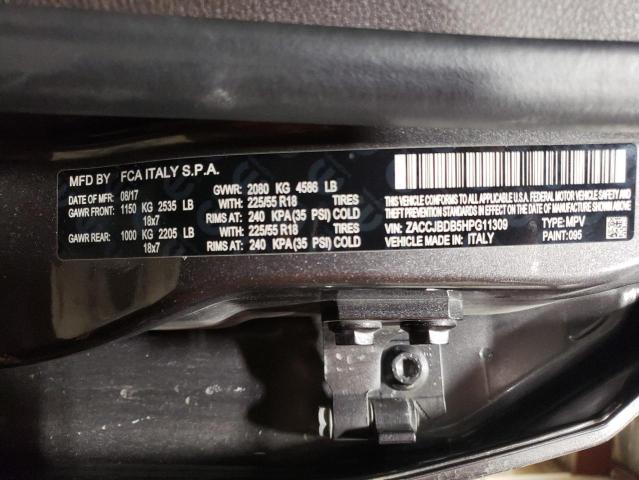 MFD BY FCA ITALY S.P.A.
DATE OF MFR: 08/17 GVWR: 2080 KG 4586 LB
GAWR FRONT: 1150 KG 2535 LB WITH: 225/55 R18 TIRES
18x7 RIMS AT: 240 KPA(35 PSI) COLD
GAWR REAR: 1000 KG 2205 LB WITH: 225/55 R18 TIRES
18x7 RIMS AT: 240 KPA(35 PSI) COLD
THIS VEHICLE CONFORMS TO ALL APPLICABLE U.S.A. FEDERAL MOTOR VEHICLE
SAFETY, BUMPER, AND THEFT PREVENTION STANDARDS IN EFFECT ON THE
DATE OF MANUFACTURE SHOWN ABOVE.
VIN: ZACCJBDB5HPG11309 TYPE: MPV
VEHICLE MADE IN: ITALY PAINT: 095